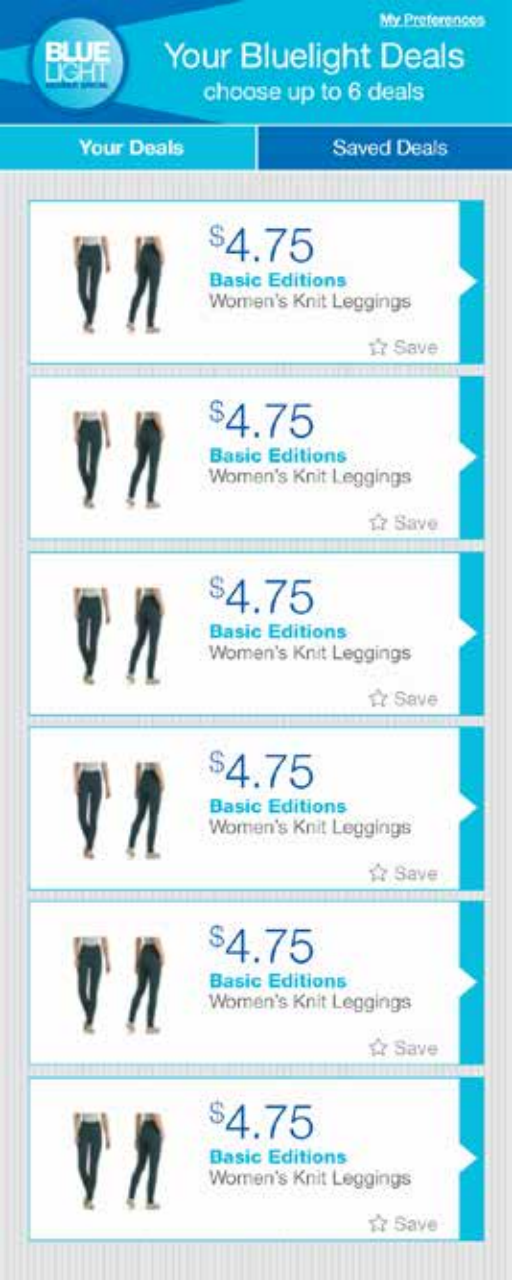 My Preferences
BLUE
LIGHT
Your Bluelight Deals
choose up to 6 deals
Your Deals
Saved Deals
$4.75
Basic Editions
Women's Knit Leggings
Save
$4.75
Basic Editions
Women's Knit Leggings
Save
$4.75
Basic Editions
Women's Knit Leggings
Save
$4.75
Basic Editions
Women's Knit Leggings
Save
$4.75
Basic Editions
Women's Knit Leggings
Save
$4.75
Basic Editions
Women's Knit Leggings
Save